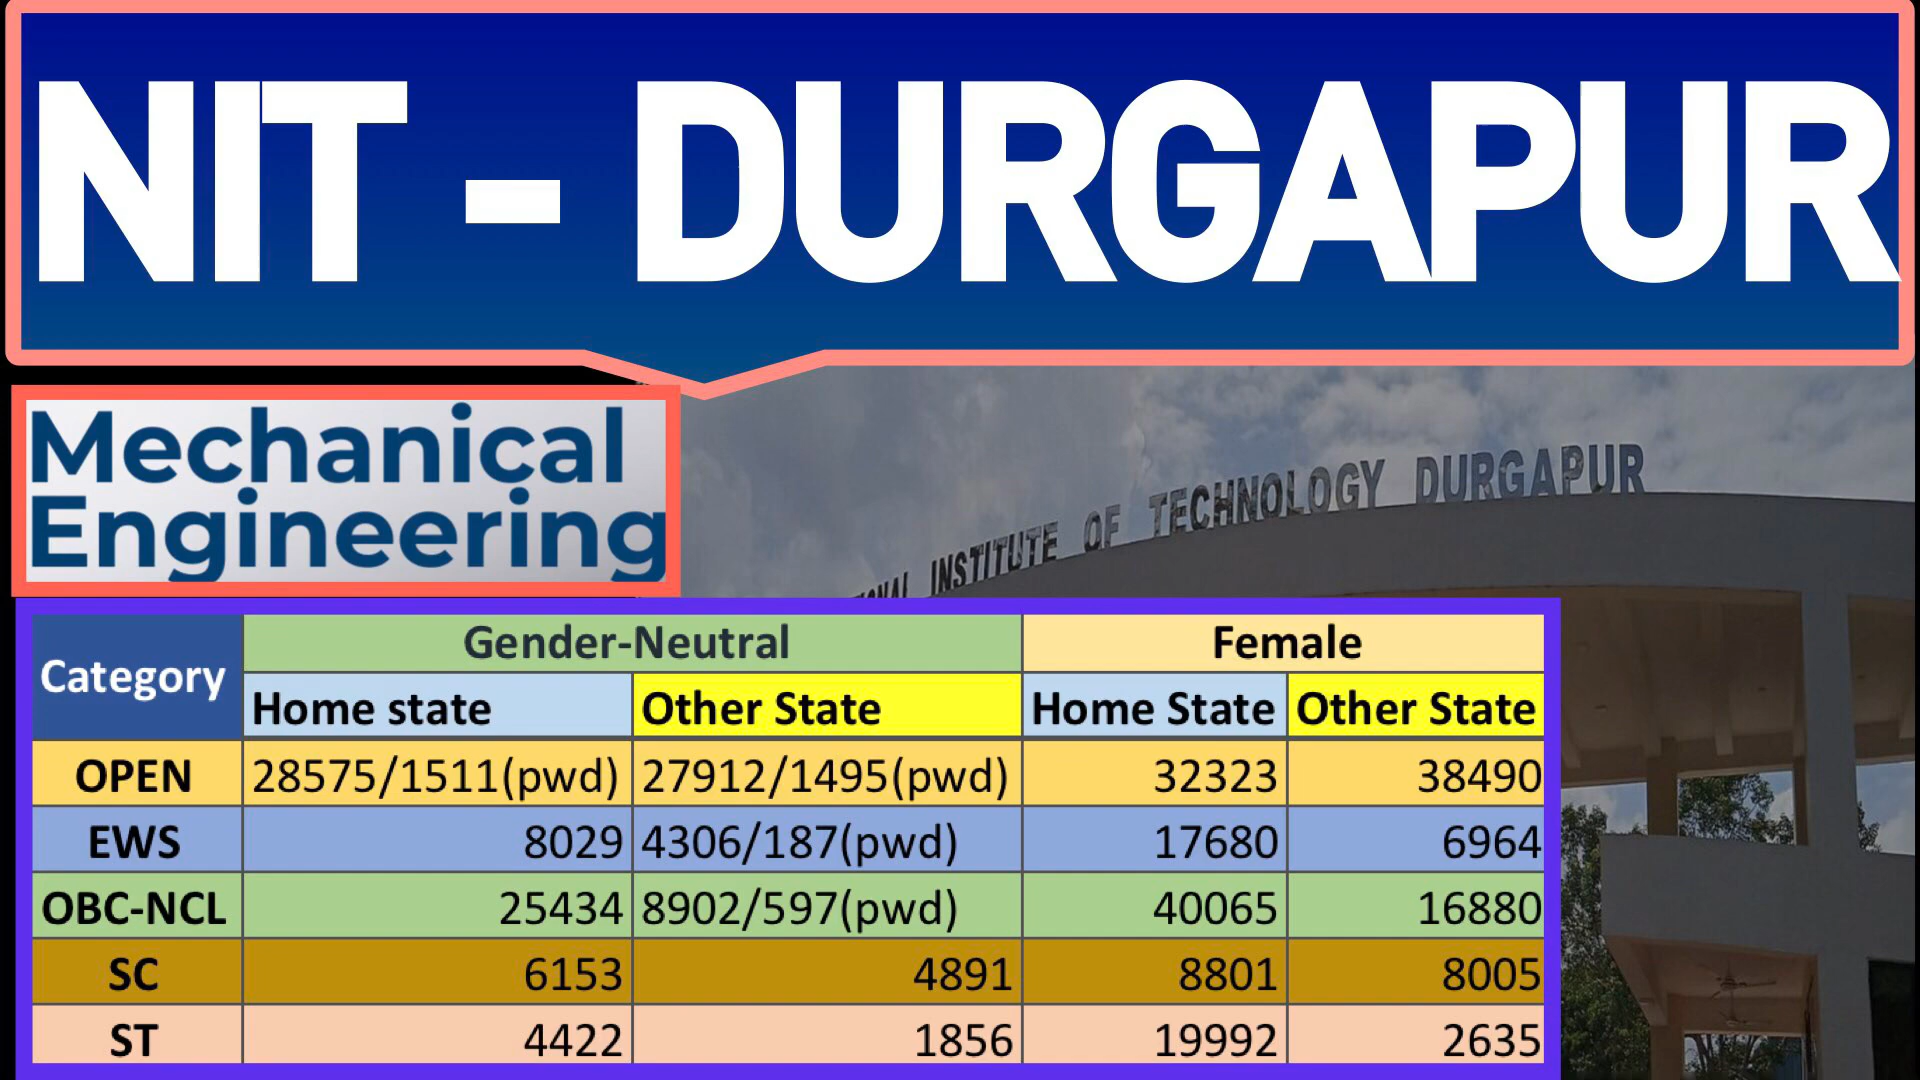 NIT - DURGAPUR
Mechanical
Engineering
INSTITUTE OF TECHNOLOGY DURGAPUR
Category Gender-Neutral Female
Home state Other State Home State Other State
OPEN 28575/1511(pwd) 27912/1495(pwd) 32323 38490
EWS 8029 4306/187(pwd) 17680 6964
OBC-NCL 25434 8902/597(pwd) 40065 16880
SC 6153 4891 8801 8005
ST 4422 1856 19992 2635